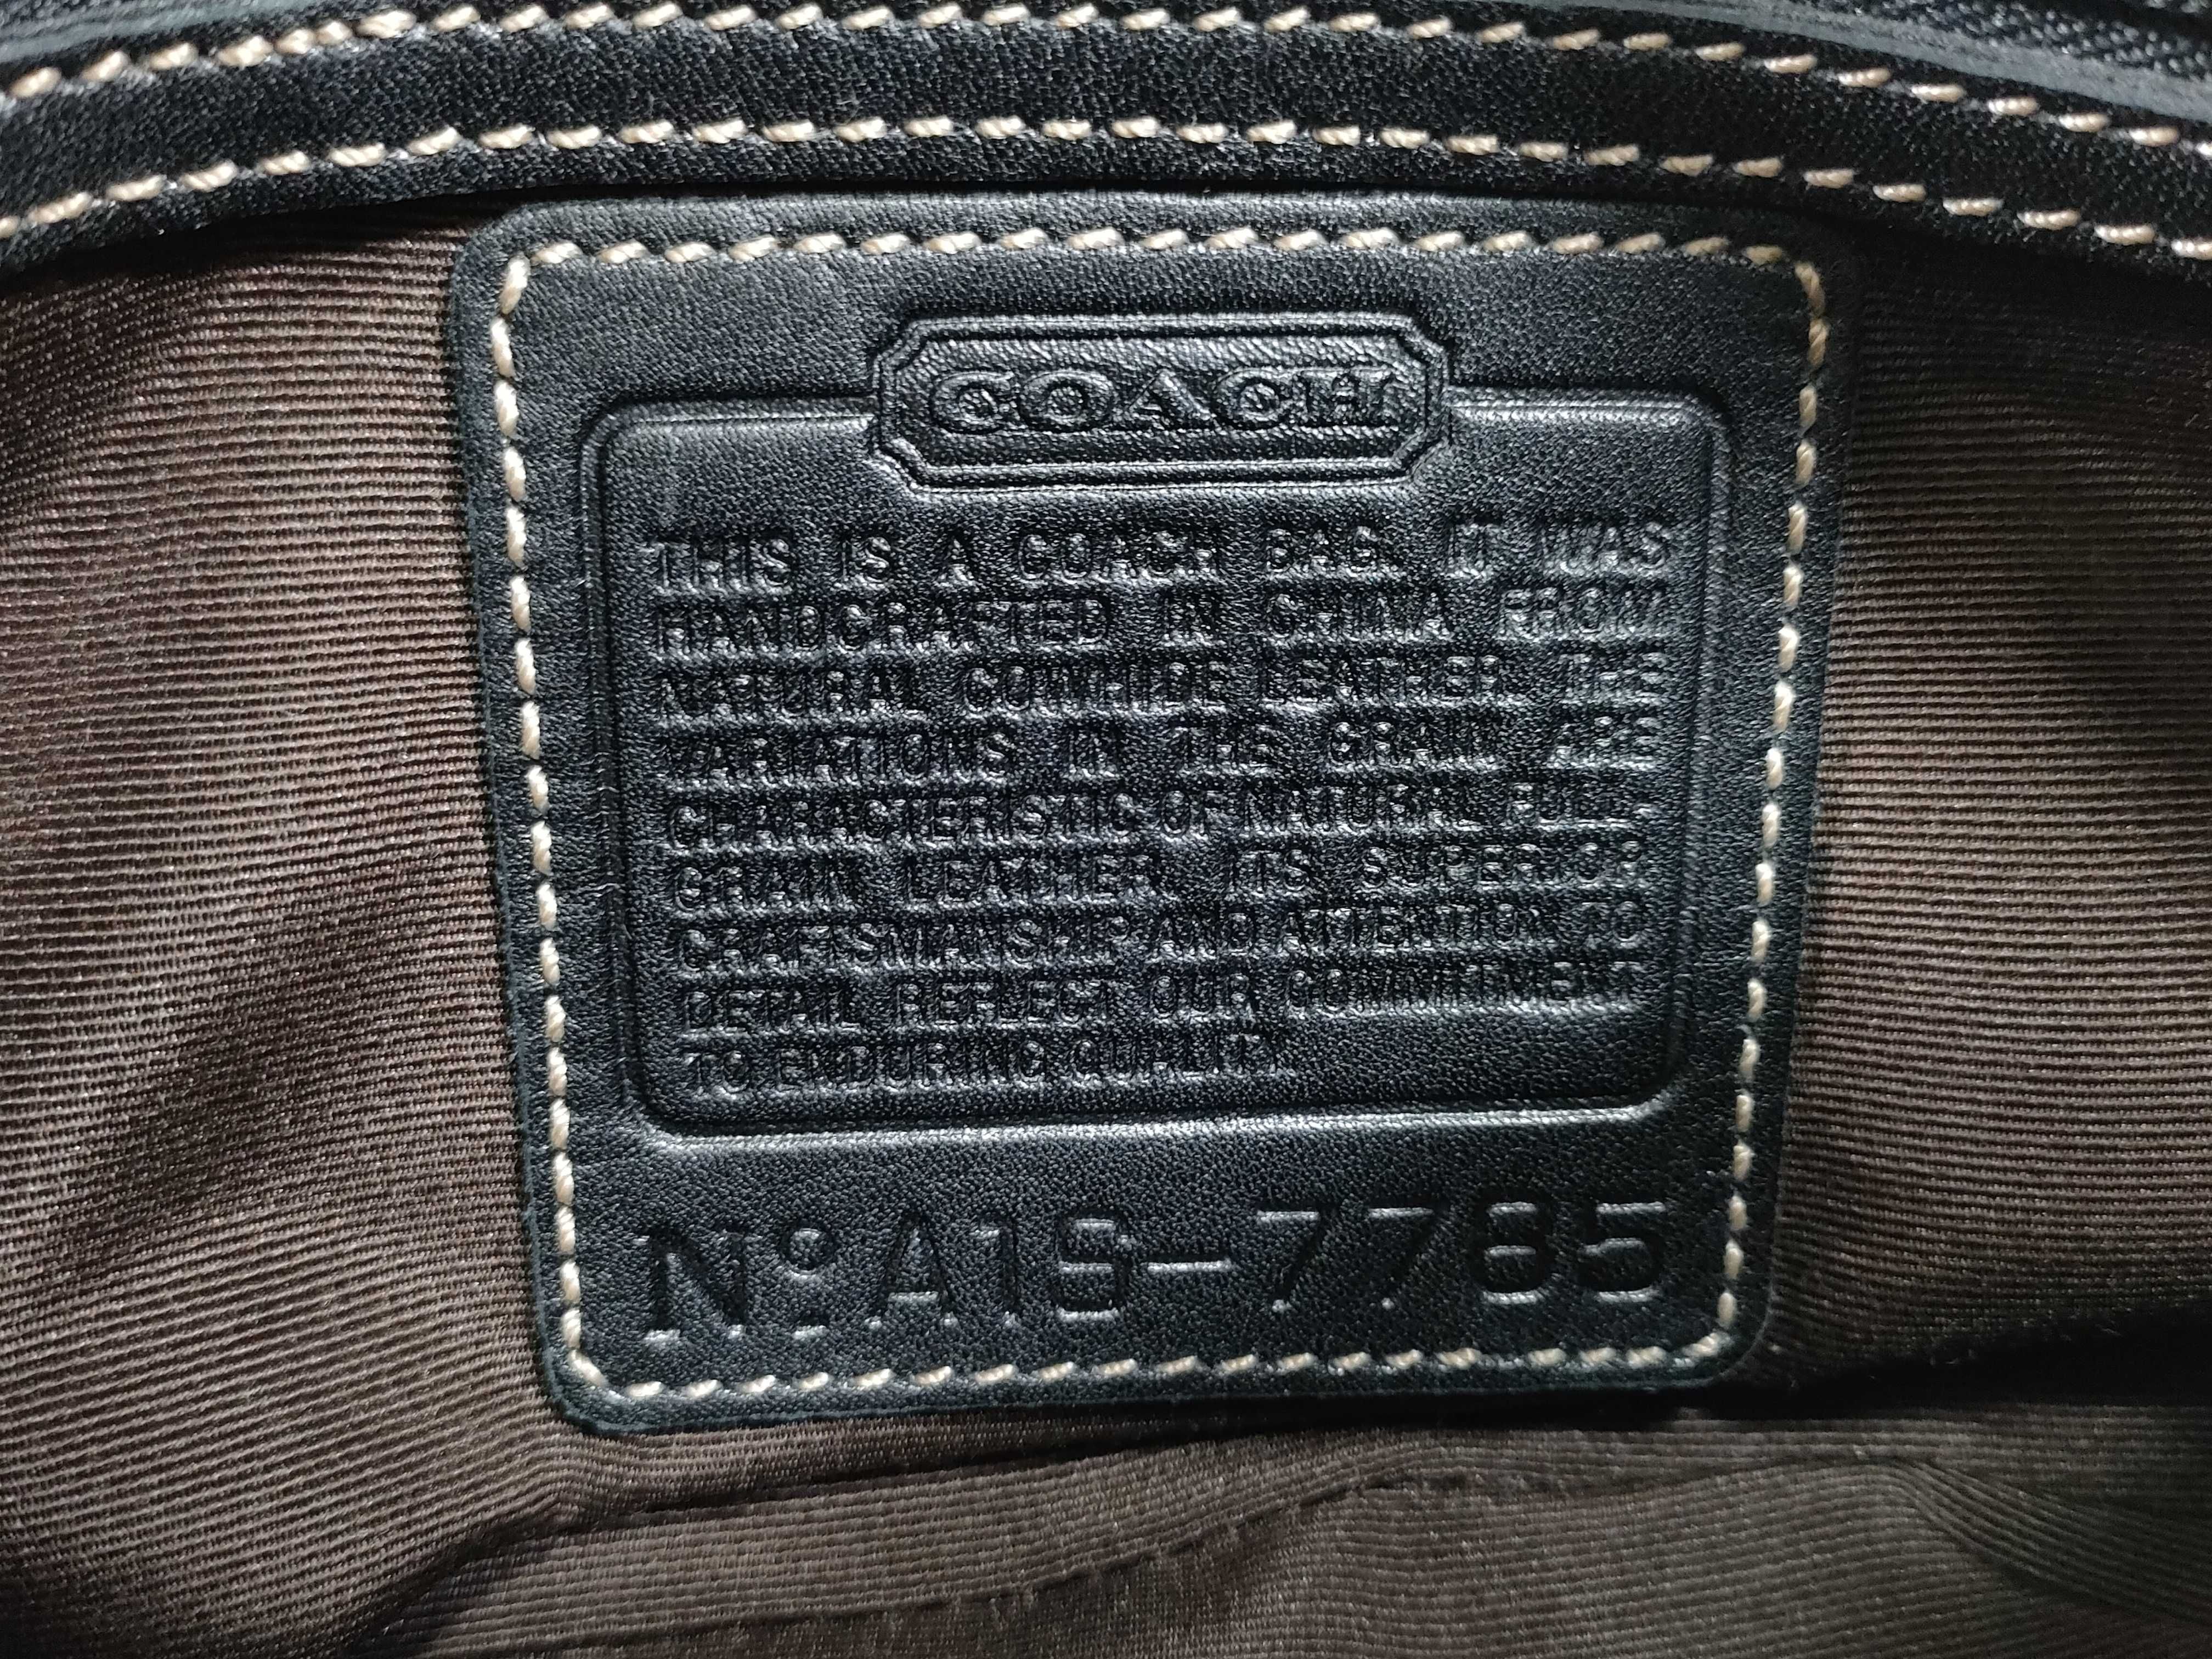 COACH
THIS IS A COACH BAG. IT WAS
HANDCRAFTED IN CHINA FROM
NATURAL COWHIDE LEATHER. THE
VARIATIONS IN THE GRAIN ARE
CHARACTERISTIC OF NATURAL FULL
GRAIN LEATHER. ITS SUPERIOR
CRAFTSMANSHIP AND ATTENTION TO
DETAIL REFLECT OUR COMMITMENT
TO ENDURING QUALITY.
Nº A1S-7785